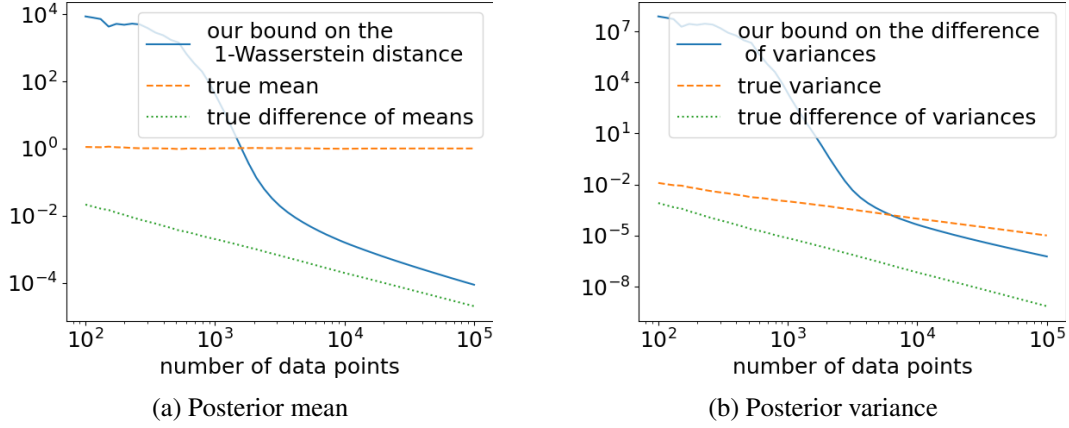 10^4
10^2
10^0
10^-2
10^-4
our bound on the
1-Wasserstein distance
true mean
true difference of means
10^2
10^3
10^4
10^5
number of data points
(a) Posterior mean
10^7
10^4
10^1
10^-2
10^-5
10^-8
our bound on the difference
of variances
true variance
true difference of variances
10^2
10^3
10^4
10^5
number of data points
(b) Posterior variance